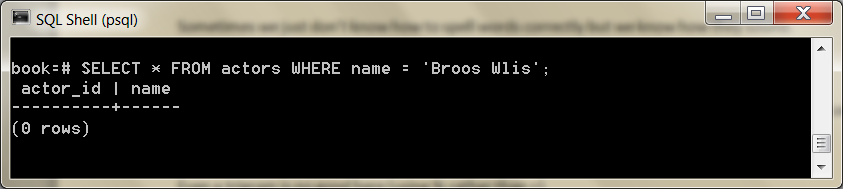 SQL Shell (psql)
book=# SELECT * FROM actors WHERE name = 'Broos Wlis';
 actor_id | name
----------+------
(0 rows)